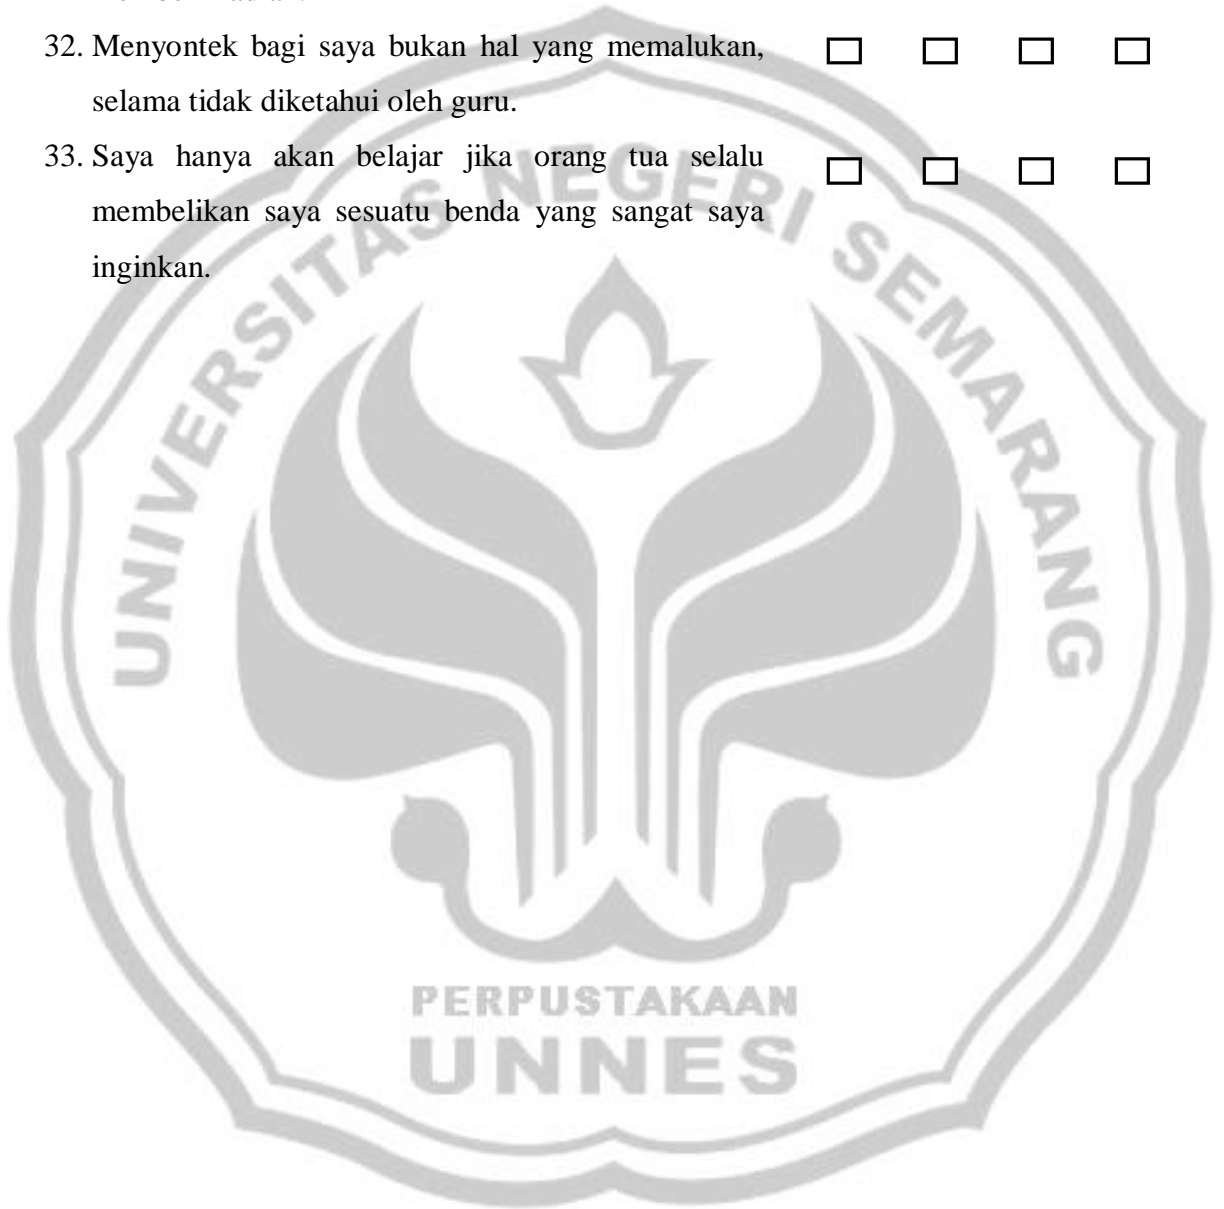 32. Menyontek bagi saya bukan hal yang memalukan,
selama tidak diketahui oleh guru.
33. Saya hanya akan belajar jika orang tua selalu
membelikan saya sesuatu benda yang sangat saya
inginkan.
UNIVERSITAS NEGERI SEMARANG
PERPUSTAKAAN
UNNES